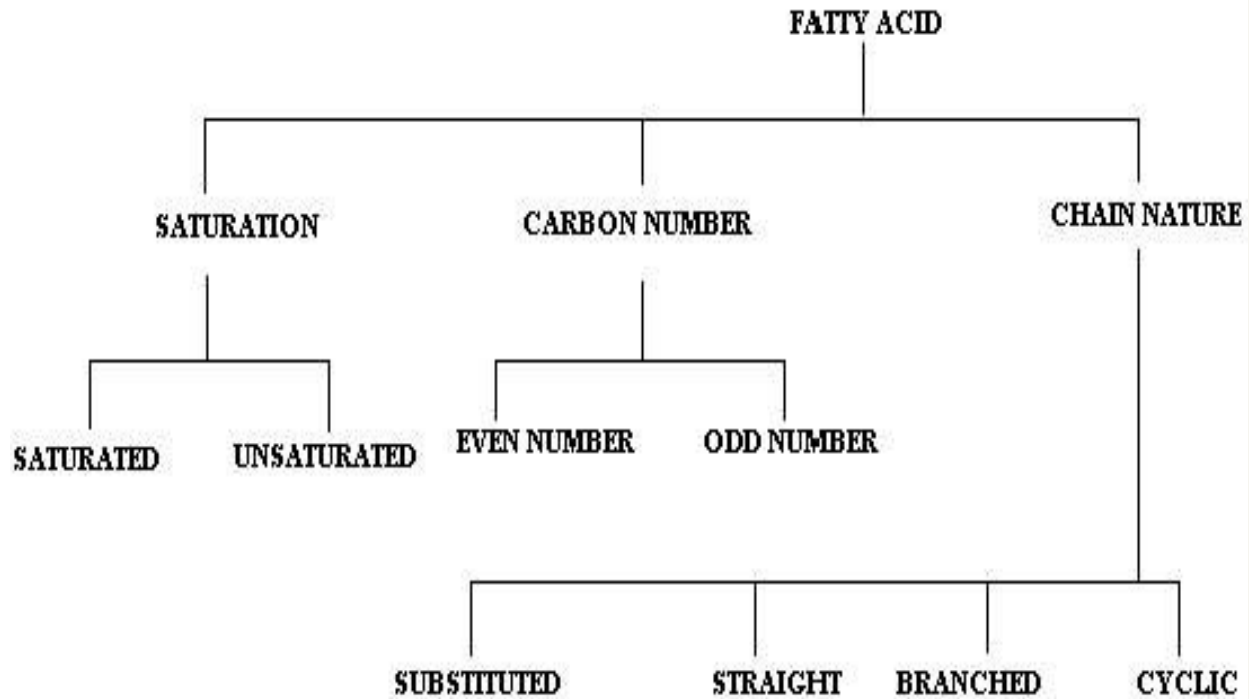 FATTY ACID
SATURATION
CARBON NUMBER
CHAIN NATURE
SATURATED
UNSATURATED
EVEN NUMBER
ODD NUMBER
SUBSTITUTED
STRAIGHT
BRANCHED
CYCLIC